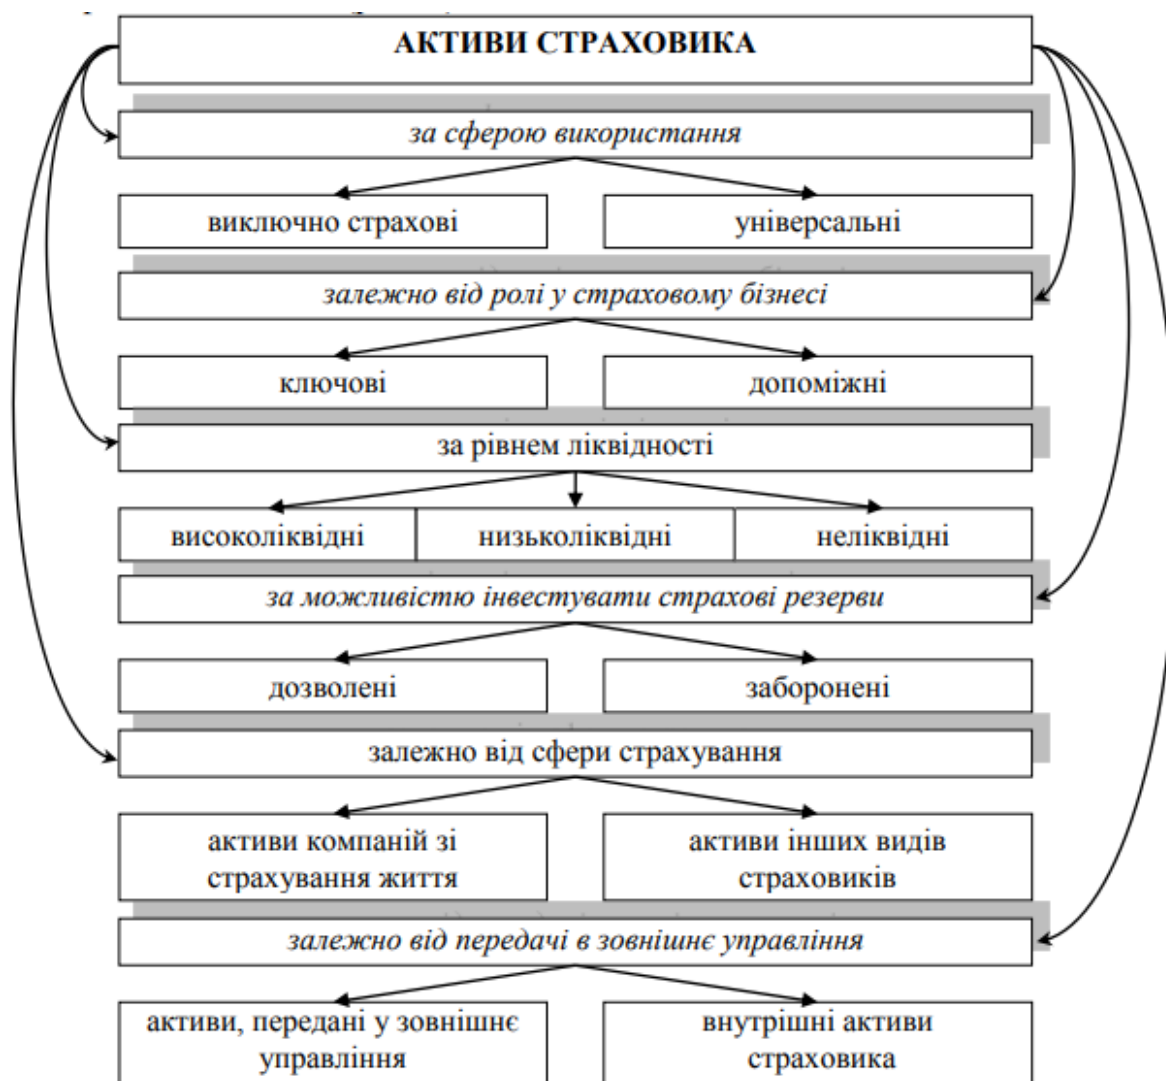 АКТИВИ СТРАХОВИКА
за сферою використання
виключно страхові
універсальні
залежно від ролі у страховому бізнесі
ключові
допоміжні
за рівнем ліквідності
високоліквідні
низьколіквідні
неліквідні
за можливістю інвестувати страхові резерви
дозволені
заборонені
залежно від сфери страхування
активи компаній зі
страхування життя
активи інших видів
страховиків
залежно від передачі в зовнішнє управління
активи, передані у зовнішнє
управління
внутрішні активи
страховика